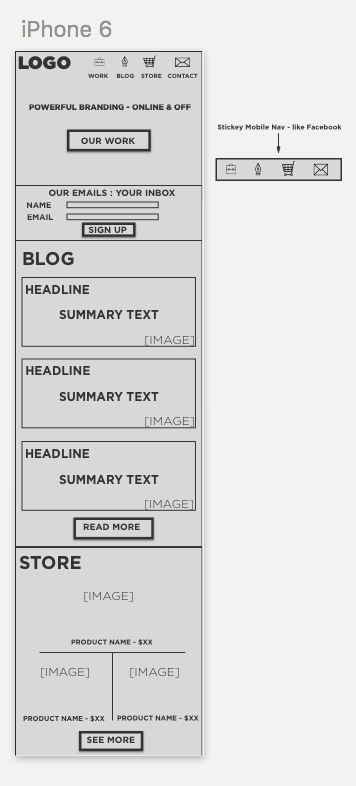 iPhone 6
LOGO
WORK BLOG STORE CONTACT
POWERFUL BRANDING - ONLINE & OFF
OUR WORK
Stickey Mobile Nav - like Facebook
OUR EMAILS : YOUR INBOX
NAME
EMAIL
SIGN UP
BLOG
HEADLINE
SUMMARY TEXT
[IMAGE]
HEADLINE
SUMMARY TEXT
[IMAGE]
HEADLINE
SUMMARY TEXT
[IMAGE]
READ MORE
STORE
[IMAGE]
PRODUCT NAME - $XX
[IMAGE] [IMAGE]
PRODUCT NAME - $XX PRODUCT NAME - $XX
SEE MORE